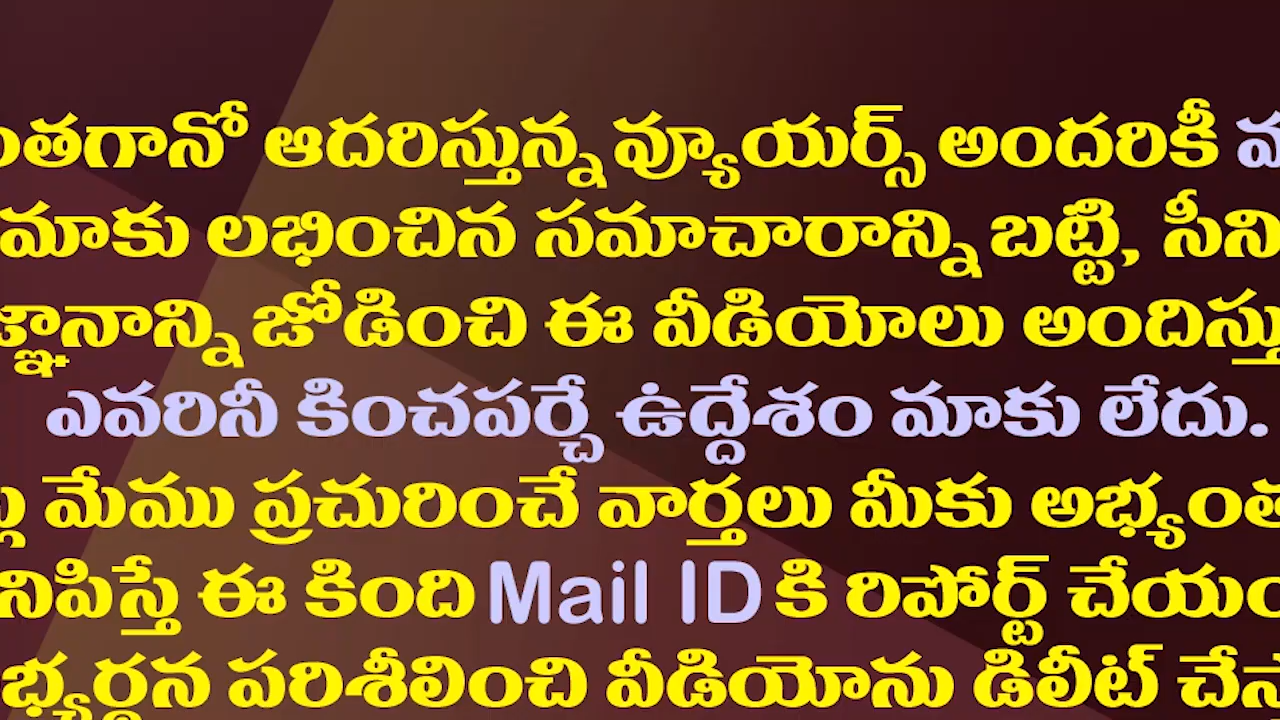 ంతగానో ఆదరిస్తున్న వ్యూయర్స్ అందరికీ
మాకు లభించిన సమాచారాన్ని బట్టి, సీని
జ్ఞానాన్ని జోడించి ఈ వీడియోలు అందిస్తు
ఎవరినీ కించపర్చే ఉద్దేశం మాకు లేదు.
మేము ప్రచురించే వార్తలు మీకు అభ్యంత
నిపిస్తే ఈ కింది Mail ID కి రిపోర్ట్ చేయం
భ్యర్ధన పరిశీలించి వీడియోను డిలీట్ చేస